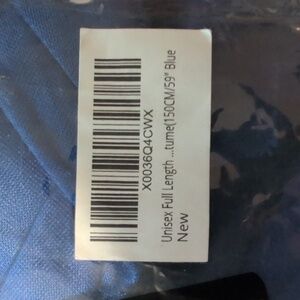 X0036Q4CWX
Unisex Full Length ...tume(150CM/59" Blue
New